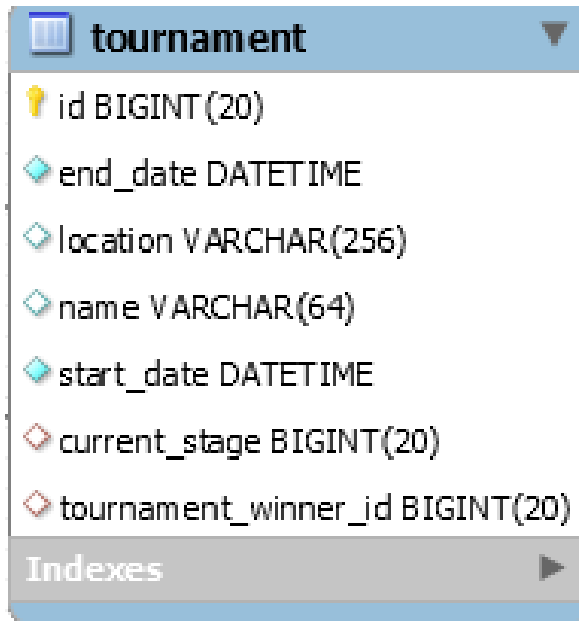 tournament
id BIGINT(20)
end_date DATETIME
location VARCHAR(256)
name VARCHAR(64)
start_date DATETIME
current_stage BIGINT(20)
tournament_winner_id BIGINT(20)
Indexes